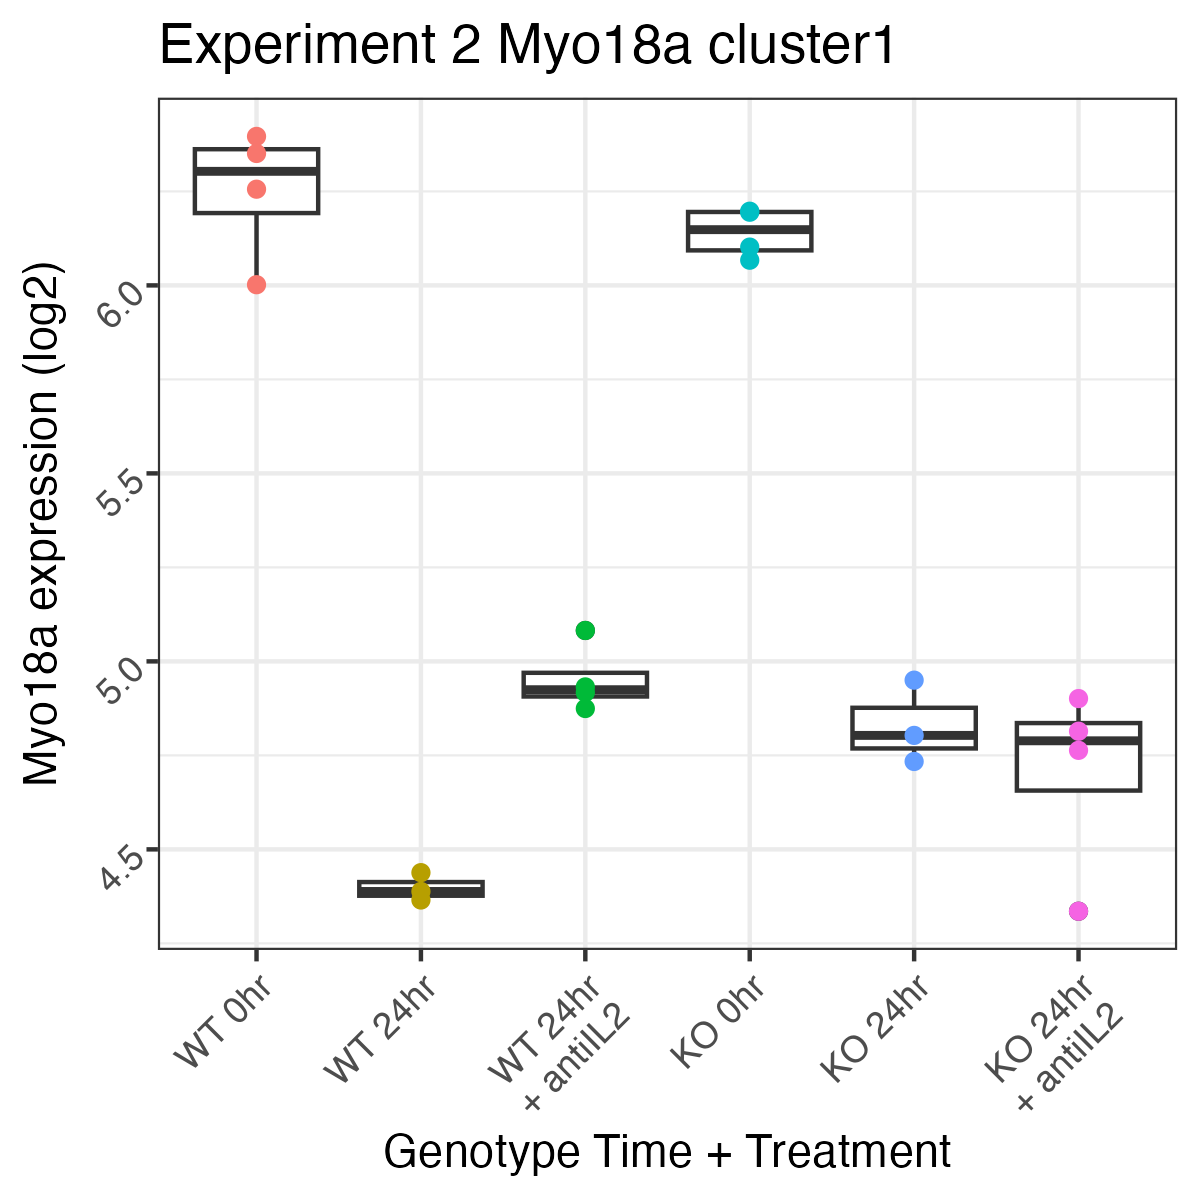 Experiment 2 Myo18a cluster1
Myo18a expression (log2)
6.0
5.5
5.0
4.5
WT 0hr
WT 24hr
WT 24hr
+ antiIL2
KO 0hr
KO 24hr
KO 24hr
+ antiIL2
Genotype Time + Treatment